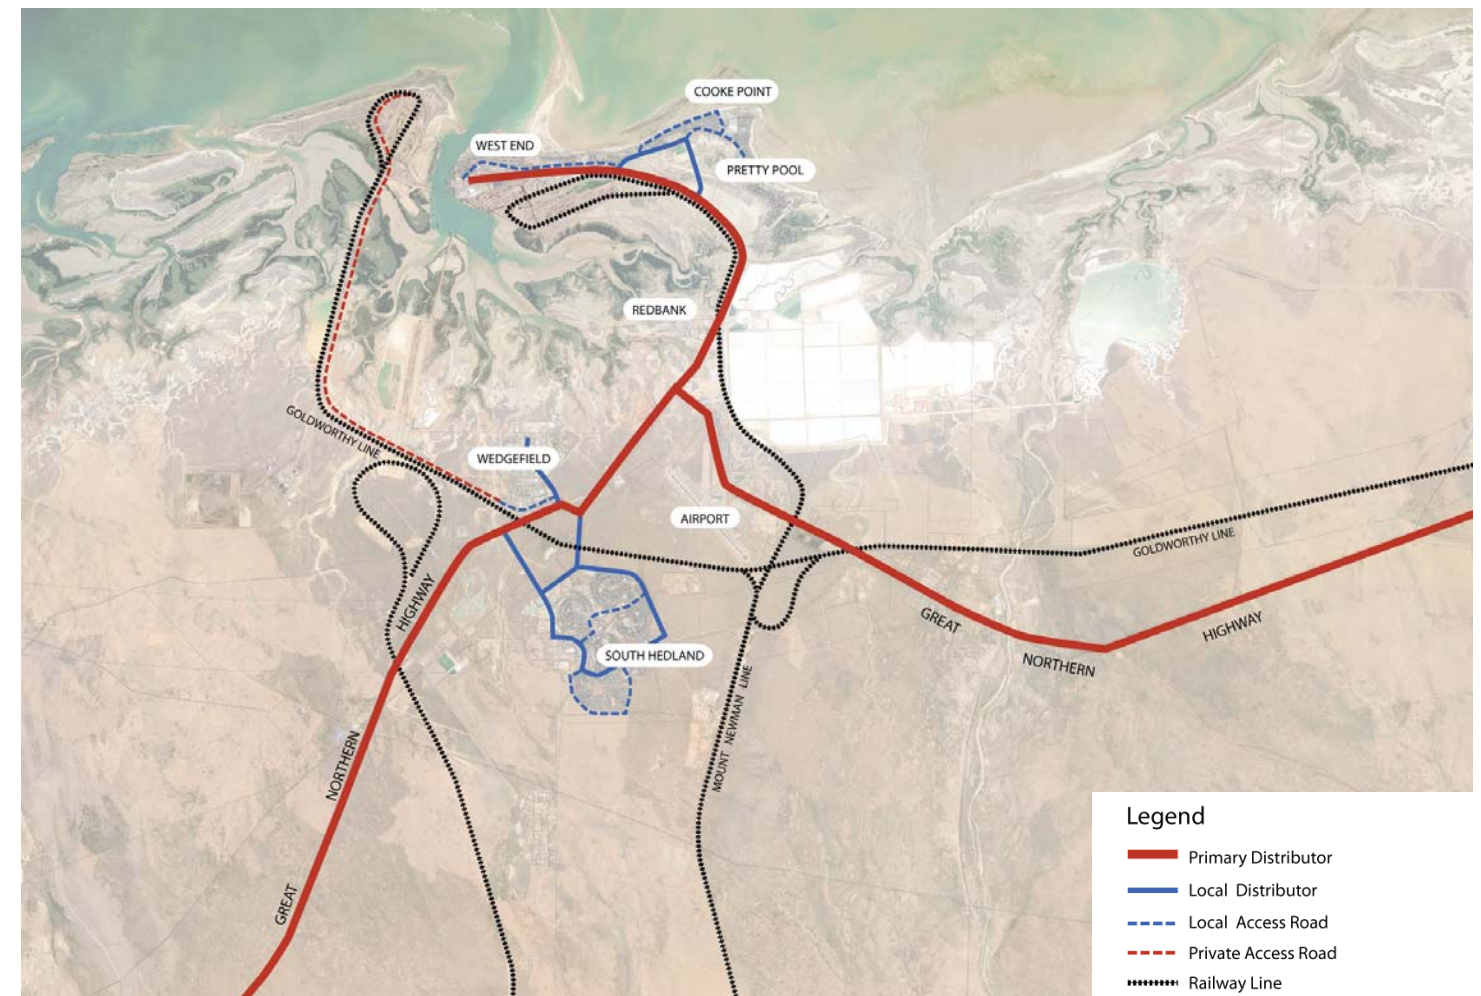 COOKE POINT
WEST END
PRETTY POOL
REDBANK
GOLDWORTHY LINE
WEDGEFIELD
AIRPORT
GOLDWORTHY LINE
HIGHWAY
GREAT
HIGHWAY
NORTHERN
SOUTH HEDLAND
MOUNT NEWMAN LINE
NORTHERN
GREAT
Legend
Primary Distributor
Local Distributor
Local Access Road
Private Access Road
Railway Line